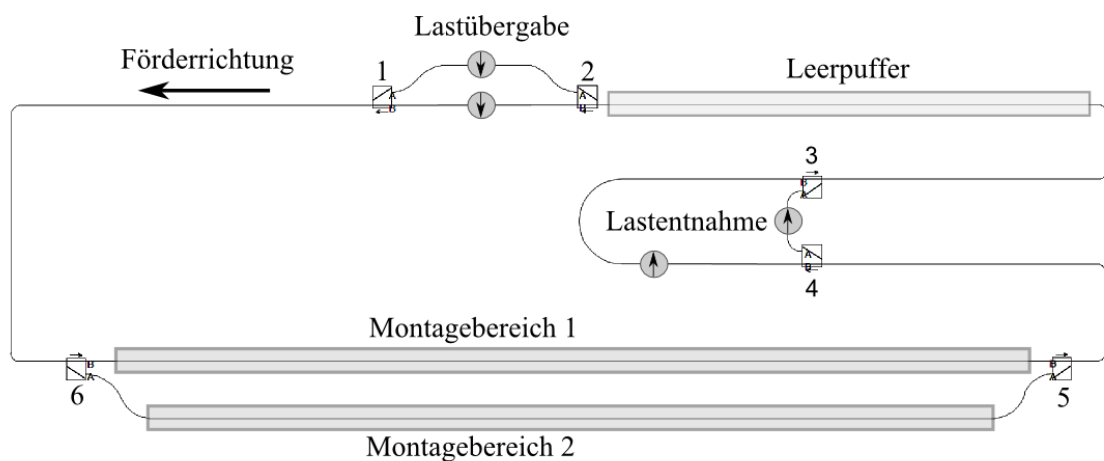 Lastübergabe
Förderrichtung
1
2
Leerpuffer
A
A
B
B
3
B
A
Lastentnahme
A
B
4
Montagebereich 1
B
A
B
A
6
5
Montagebereich 2